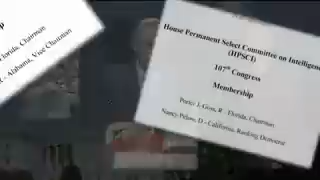 p
Florida, Chairman
- Alabama, Vice Chairman
House Permanent Select Committee on Intelligence
(HPSCI)
107th Congress
Membership
Porter J. Goss, R - Florida, Chairman
Nancy Pelosi, D - California, Ranking Democrat